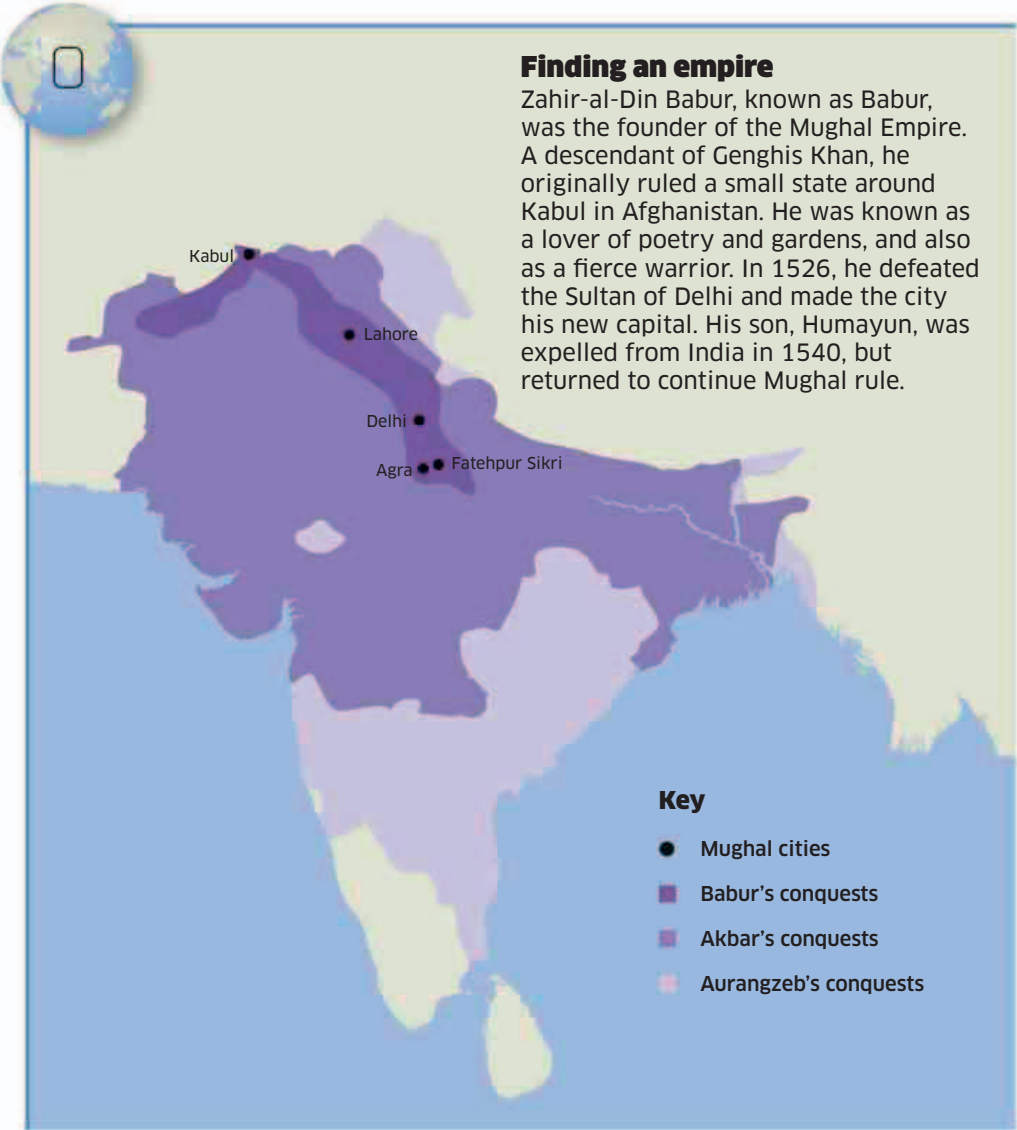 Finding an empire
Zahir-al-Din Babur, known as Babur,
was the founder of the Mughal Empire.
A descendant of Genghis Khan, he
originally ruled a small state around
Kabul in Afghanistan. He was known as
a lover of poetry and gardens, and also
as a fierce warrior. In 1526, he defeated
the Sultan of Delhi and made the city
his new capital. His son, Humayun, was
expelled from India in 1540, but
returned to continue Mughal rule.
Kabul
Lahore
Delhi
Agra
Fatehpur Sikri
Key
Mughal cities
Babur's conquests
Akbar's conquests
Aurangzeb's conquests